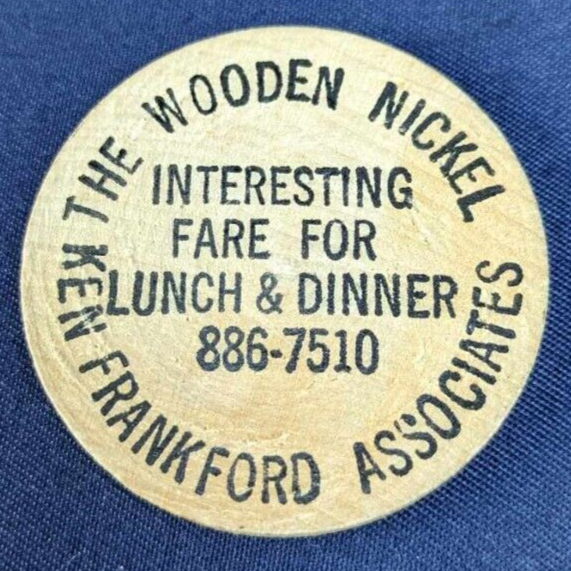 THE WOODEN NICKEL
INTERESTING
FARE FOR
LUNCH & DINNER
886-7510
KEN FRANKFORD ASSOCIATES